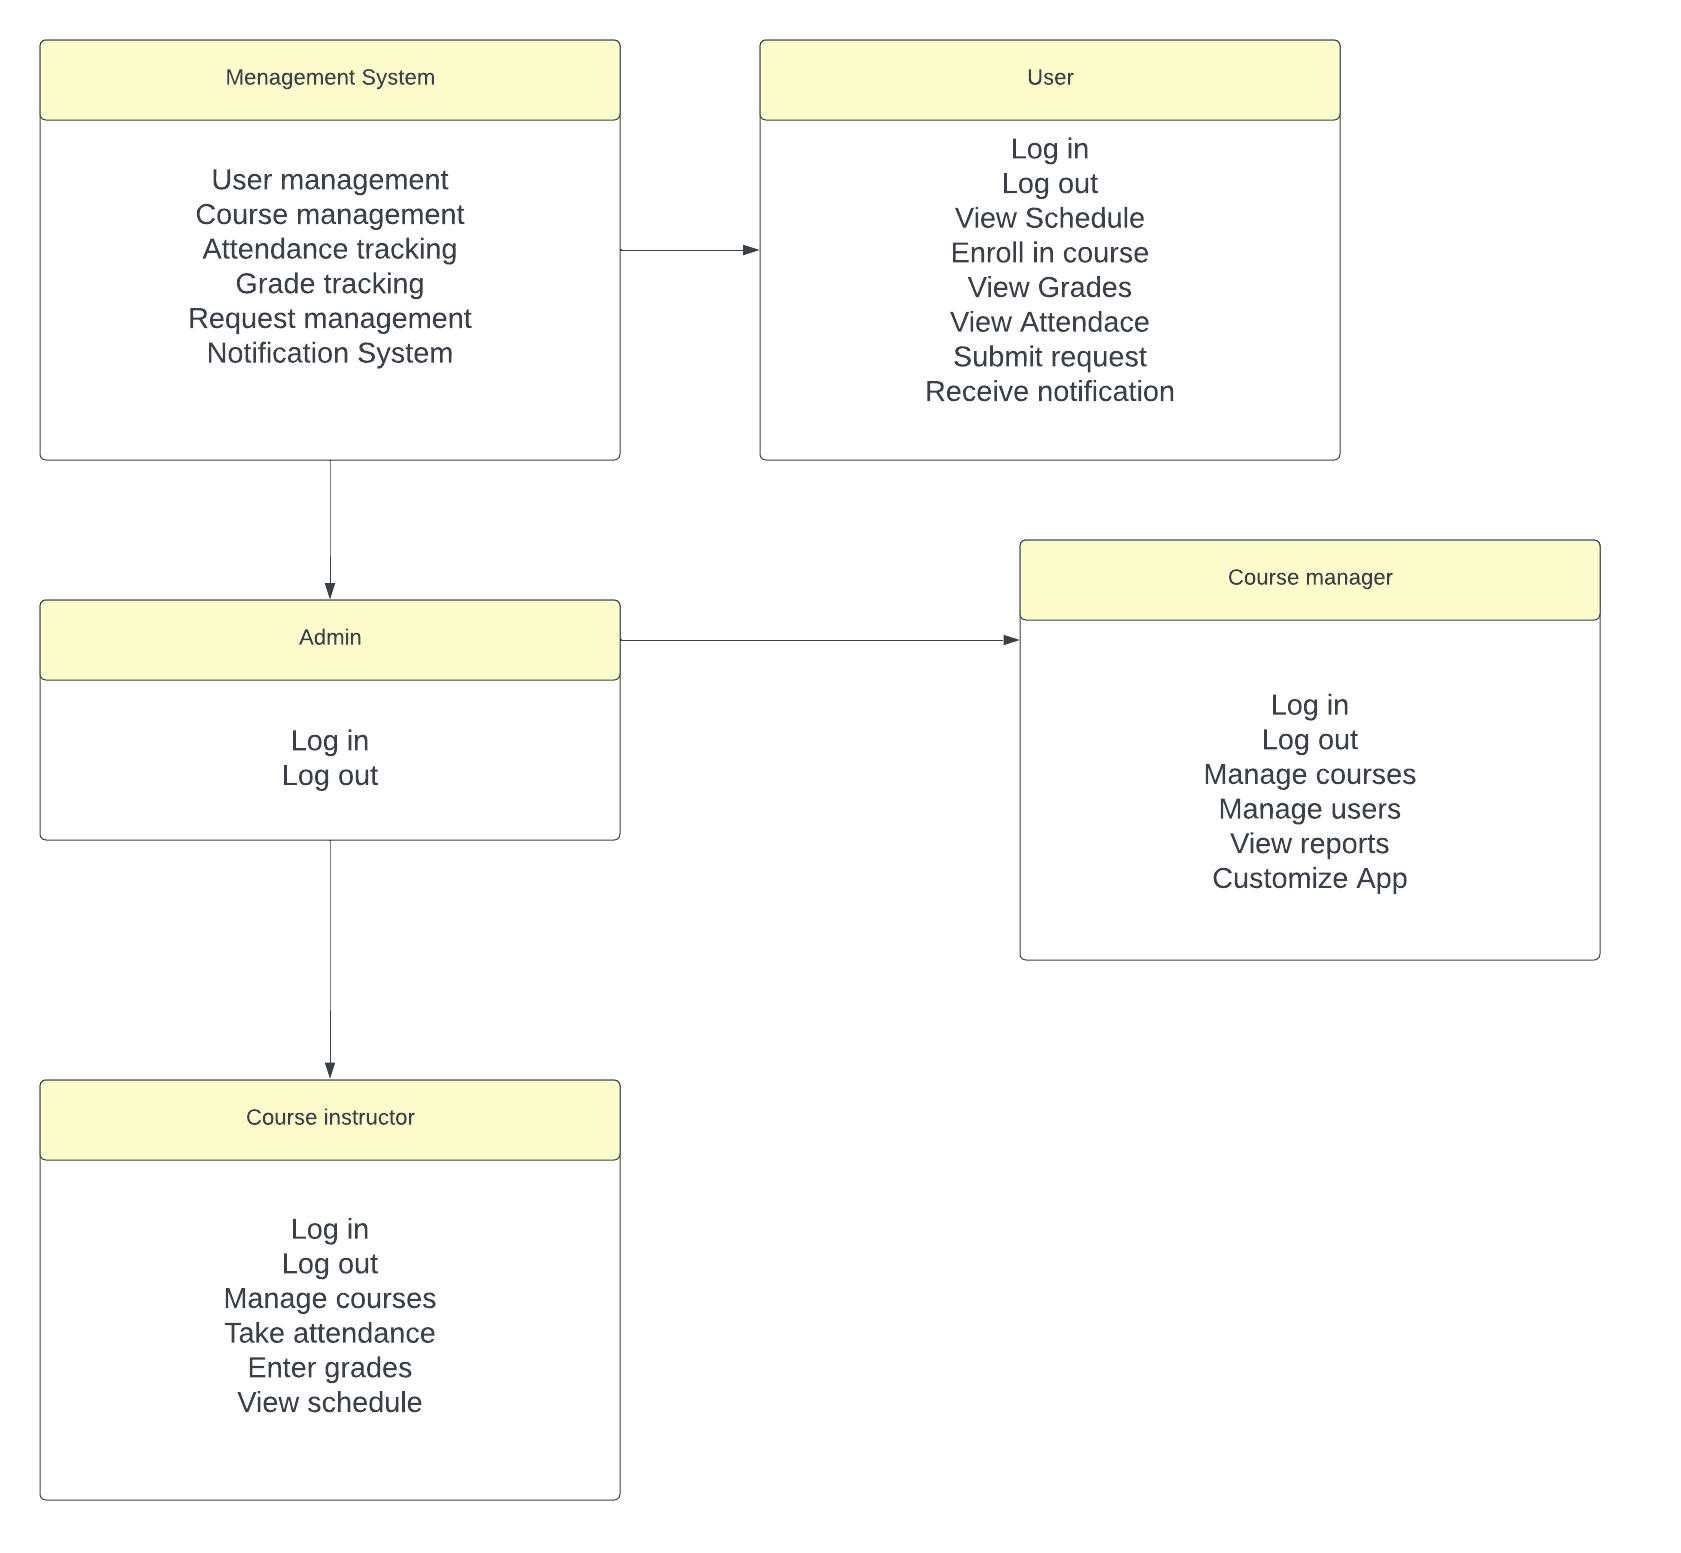 Menagement System
User management
Course management
Attendance tracking
Grade tracking
Request management
Notification System
User
Log in
Log out
View Schedule
Enroll in course
View Grades
View Attendace
Submit request
Receive notification
Admin
Log in
Log out
Course manager
Log in
Log out
Manage courses
Manage users
View reports
Customize App
Course instructor
Log in
Log out
Manage courses
Take attendance
Enter grades
View schedule